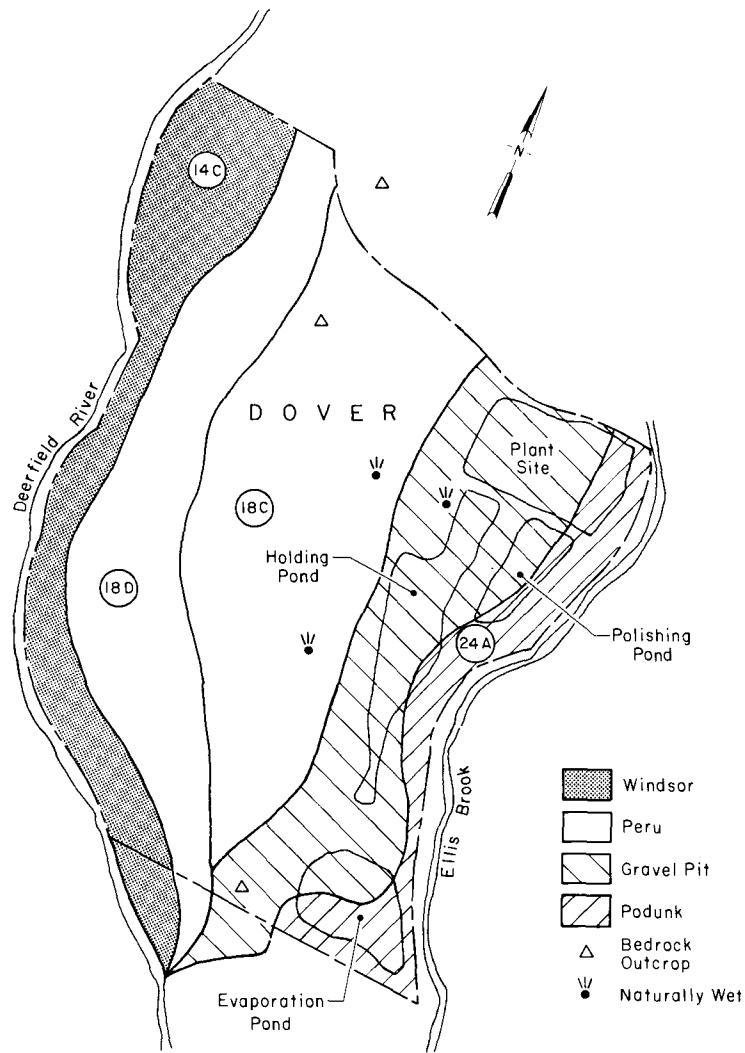 14C
N
Deerfield River
DOVER
Plant
Site
18C
Holding
Pond
18D
24A
Polishing
Pond
Ellis Brook
Windsor
Peru
Gravel Pit
Podunk
Bedrock
Outcrop
Naturally Wet
Evaporation
Pond